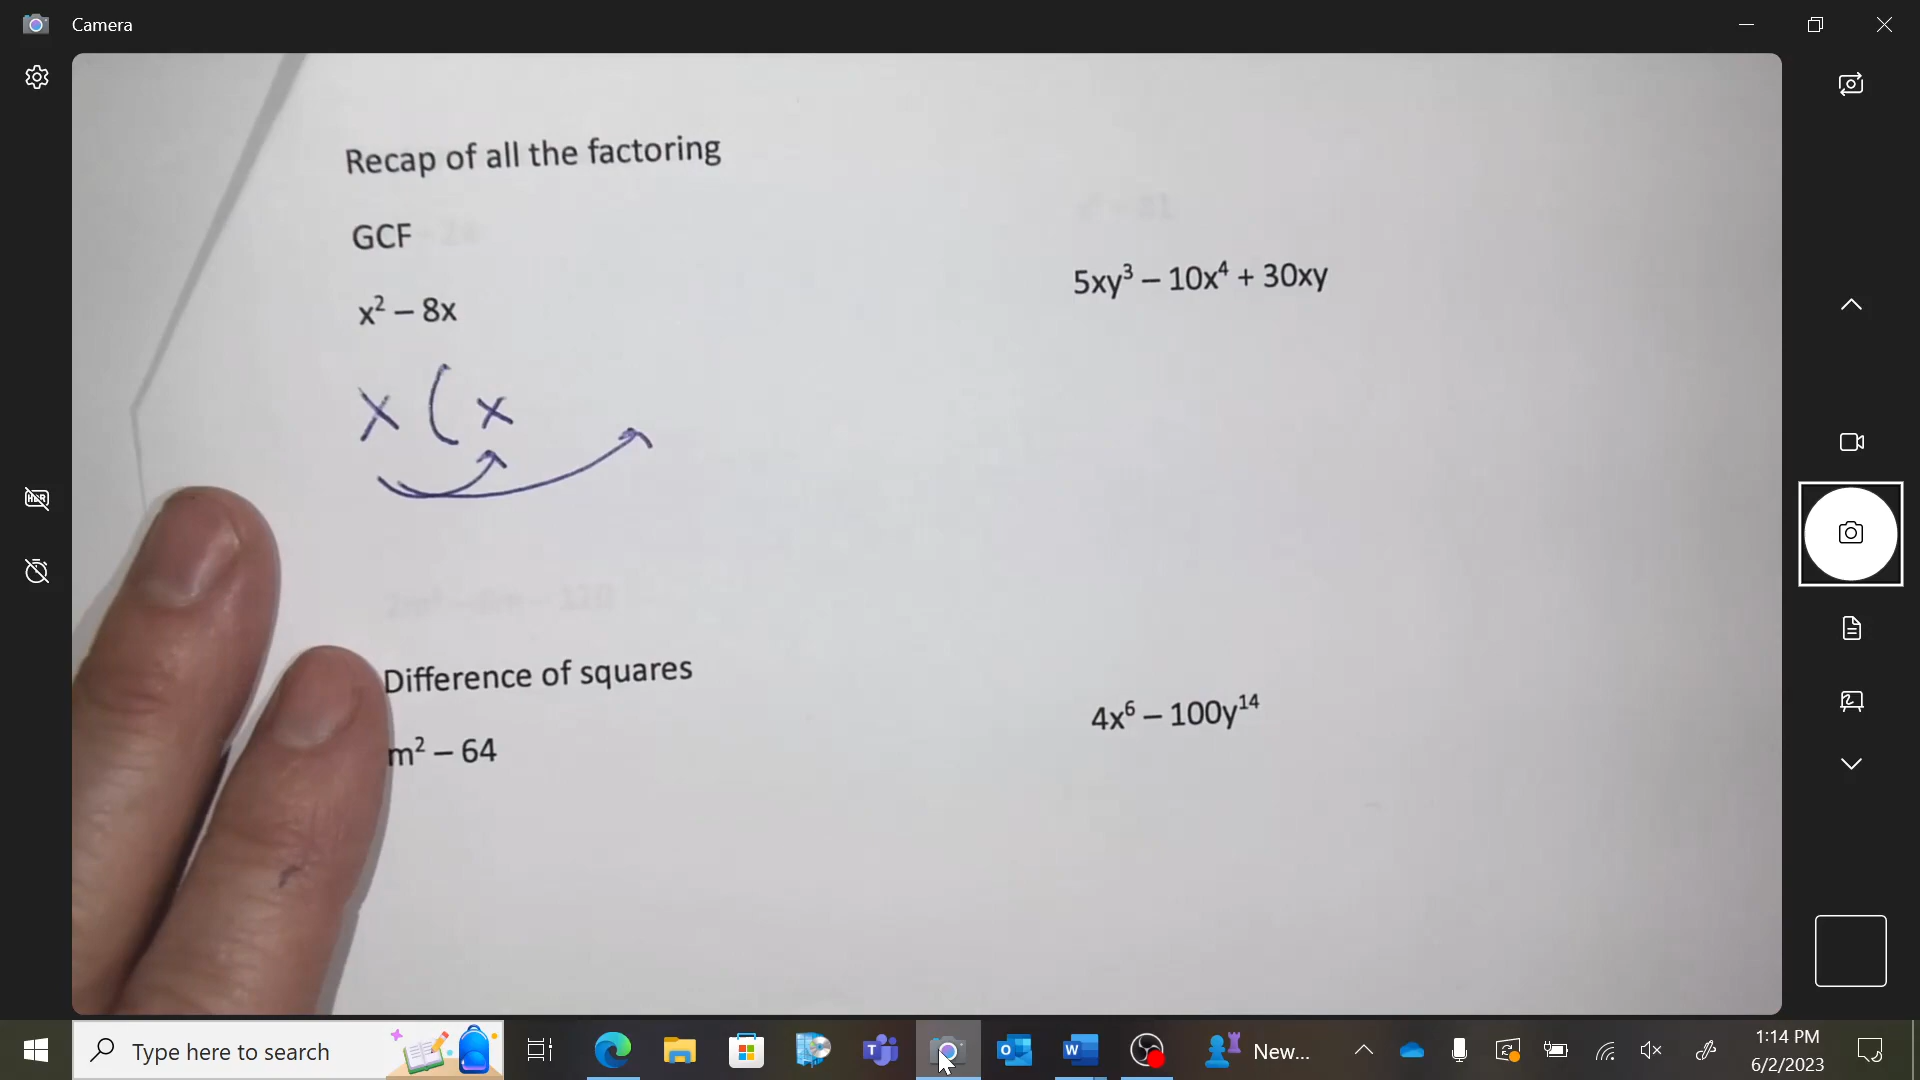 Camera
Recap of all the factoring
GCF
x² – 8x
x ( x
5xy³ – 10x⁴ + 30xy
Difference of squares
m² – 64
4x⁶ – 100y¹⁴
Type here to search
New...
1:14 PM
6/2/2023